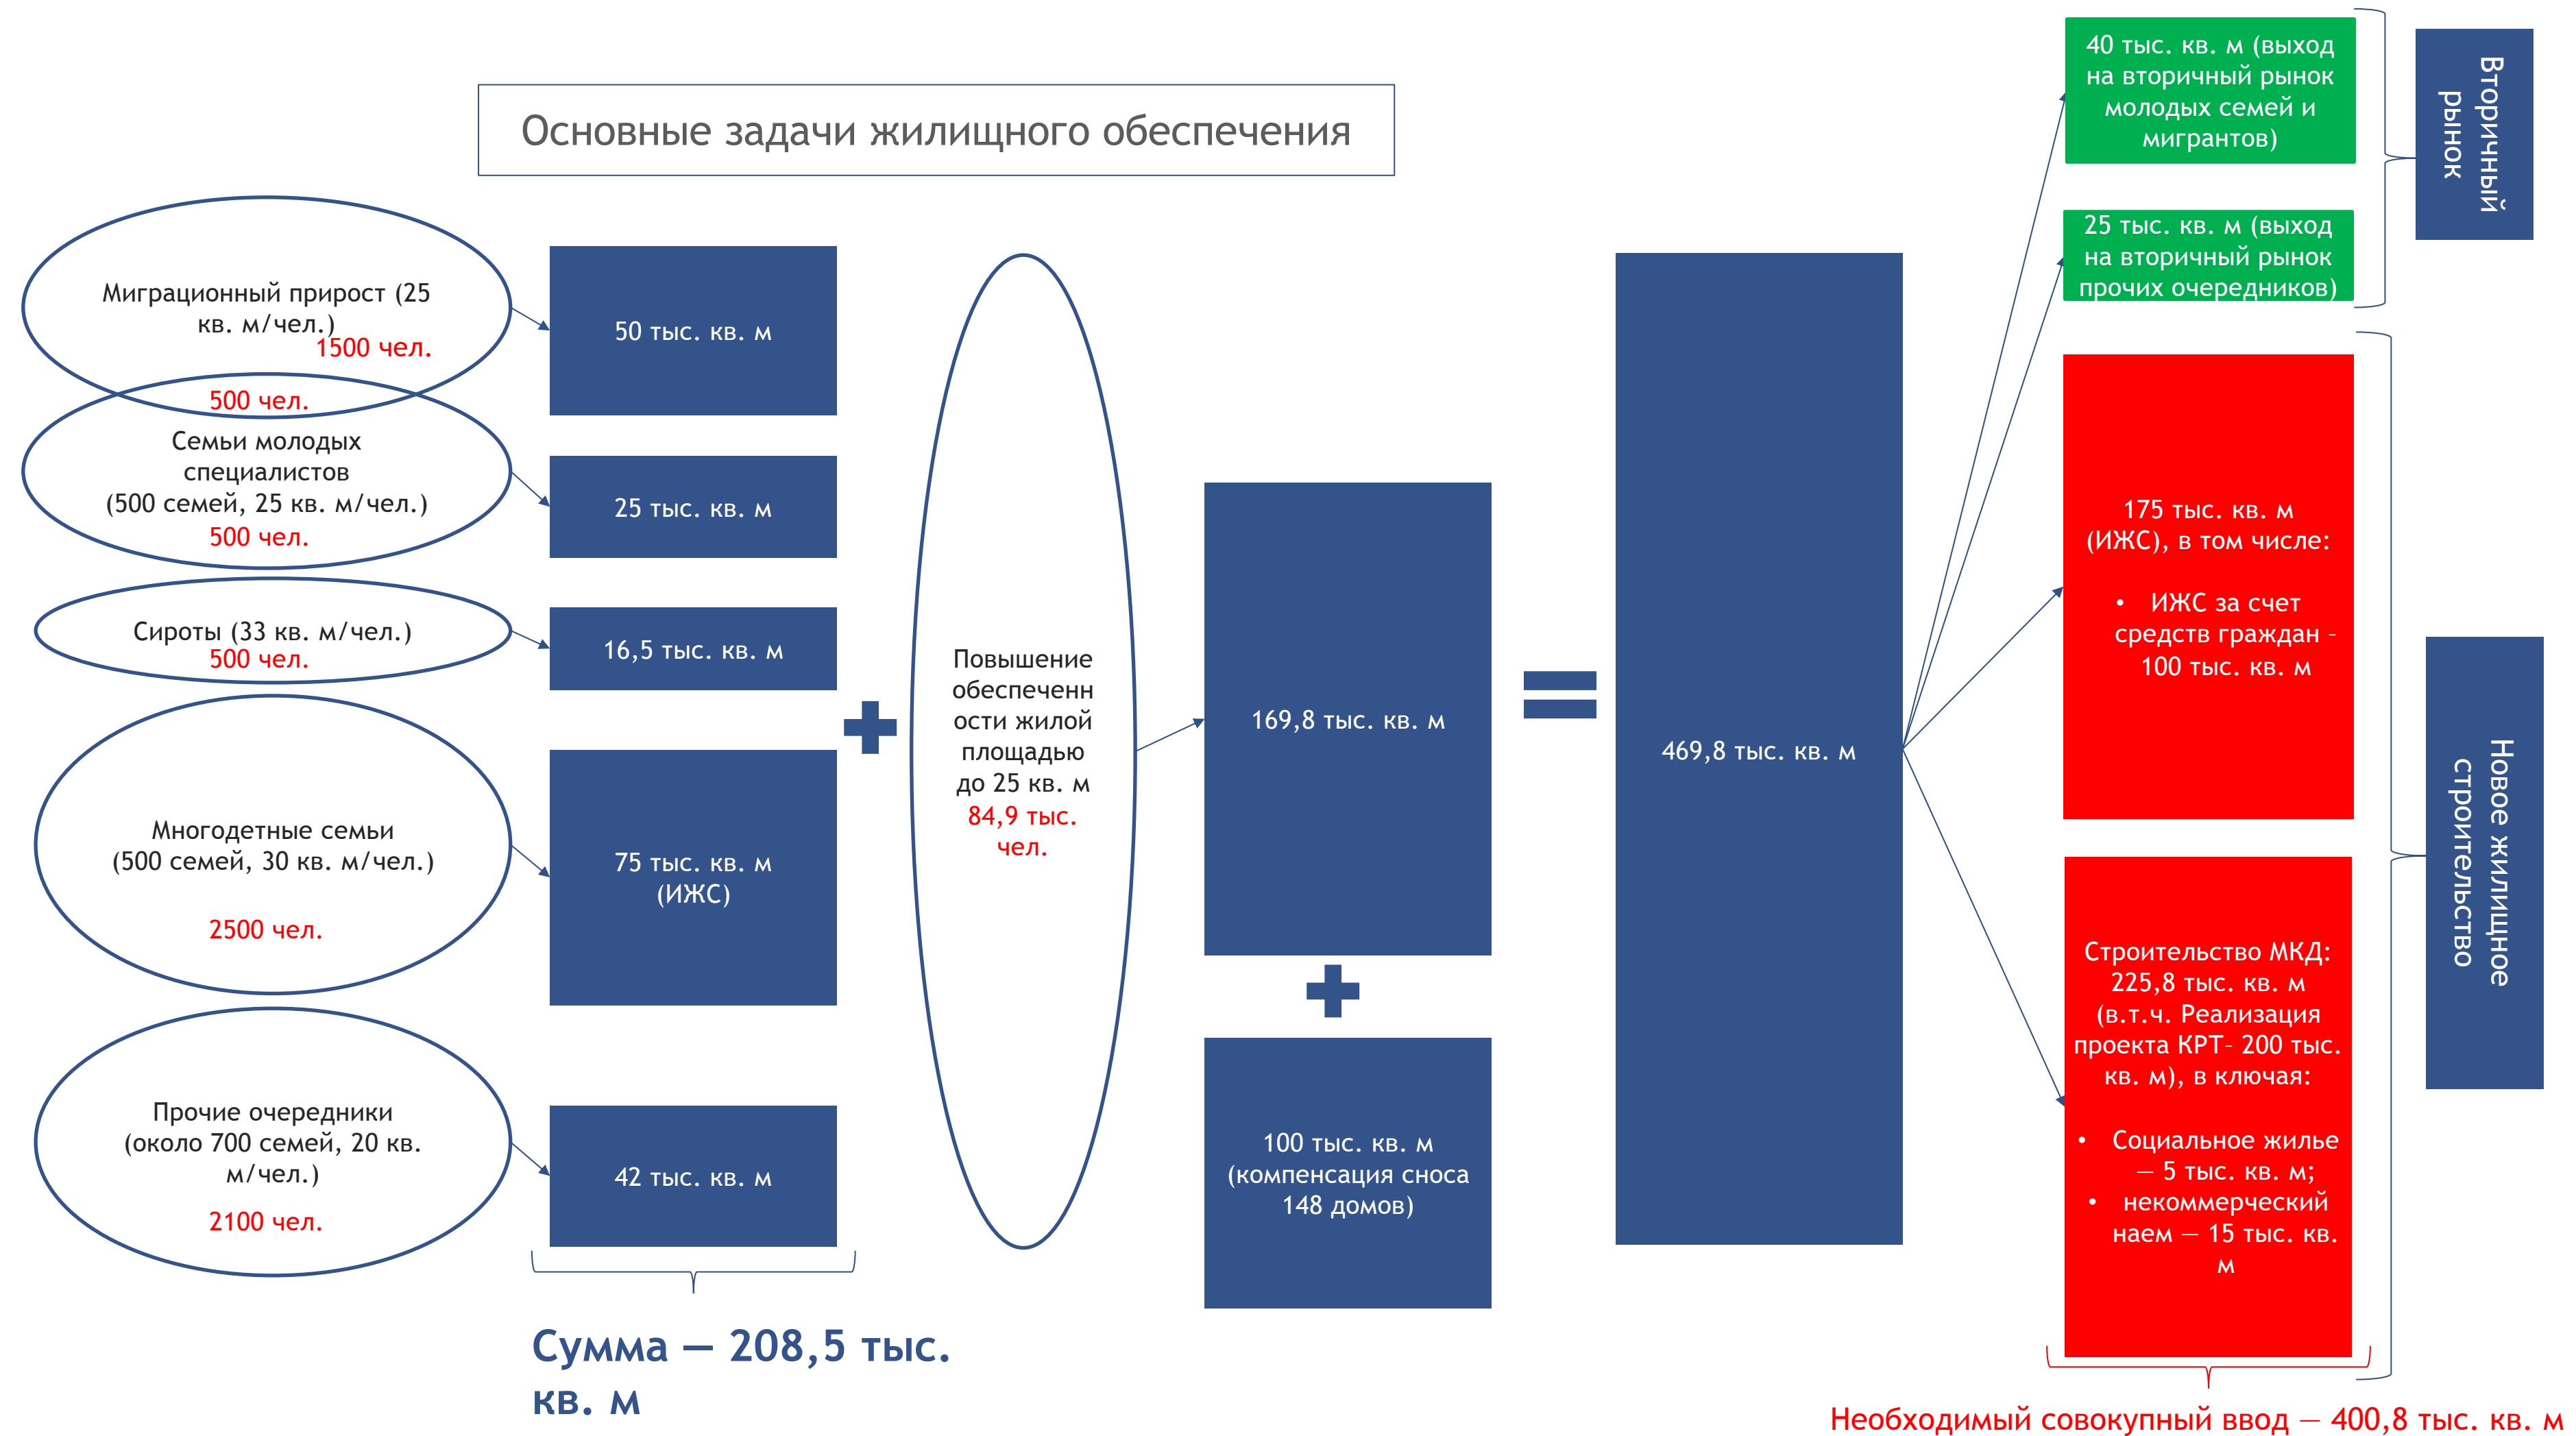 Основные задачи жилищного обеспечения
Миграционный прирост (25
кв. м/чел.)
1500 чел.
500 чел.
Семьи молодых
специалистов
(500 семей, 25 кв. м/чел.)
500 чел.
Сироты (33 кв. м/чел.)
500 чел.
Многодетные семьи
(500 семей, 30 кв. м/чел.)
2500 чел.
Прочие очередники
(около 700 семей, 20 кв.
м/чел.)
2100 чел.
50 тыс. кв. м
25 тыс. кв. м
16,5 тыс. кв. м
75 тыс. кв. м
(ИЖС)
42 тыс. кв. м
Сумма — 208,5 тыс.
кв. м
Повышение
обеспеченн
ости жилой
площадью
до 25 кв. м
84,9 тыс.
чел.
169,8 тыс. кв. м
100 тыс. кв. м
(компенсация сноса
148 домов)
469,8 тыс. кв. м
40 тыс. кв. м (выход
на вторичный рынок
молодых семей и
мигрантов)
25 тыс. кв. м (выход
на вторичный рынок
прочих очередников)
Вторичный
рынок
175 тыс. кв. м
(ИЖС), в том числе:
• ИЖС за счет
средств граждан -
100 тыс. кв. м
Строительство МКД:
225,8 тыс. кв. м
(в.т.ч. Реализация
проекта КРТ- 200 тыс.
кв. м), в ключая:
• Социальное жилье
— 5 тыс. кв. м;
• некоммерческий
наем — 15 тыс. кв.
м
Новое жилищное
строительство
Необходимый совокупный ввод — 400,8 тыс. кв. м